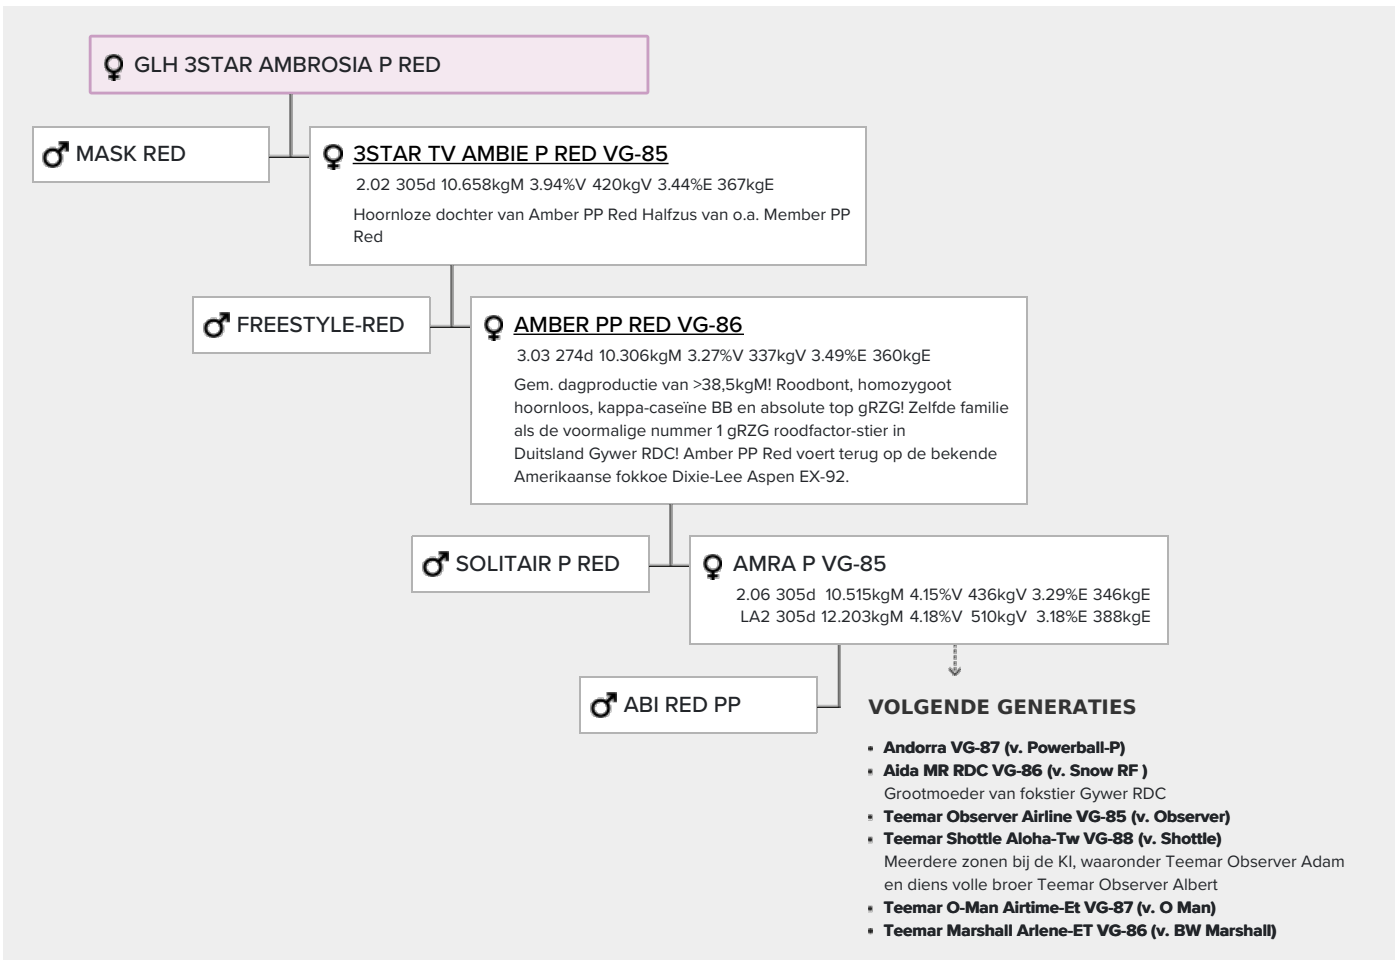 GLH 3STAR AMBROSIA P RED
MASK RED
3STAR TV AMBIE P RED VG-85
2.02 305d 10.658kgM 3.94%V 420kgV 3.44%E 367kgE
Hoornloze dochter van Amber PP Red Halfzus van o.a. Member PP
Red
FREESTYLE-RED
AMBER PP RED VG-86
3.03 274d 10.306kgM 3.27%V 337kgV 3.49%E 360kgE
Gem. dagproductie van >38,5kgM! Roodbont, homozygoot
hoornloos, kappa-caseïne BB en absolute top gRZG! Zelfde familie
als de voormalige nummer 1 gRZG roodfactor-stier in
Duitsland Gywer RDC! Amber PP Red voert terug op de bekende
Amerikaanse fokkoe Dixie-Lee Aspen EX-92.
SOLITAIR P RED
AMRA P VG-85
2.06 305d 10.515kgM 4.15%V 436kgV 3.29%E 346kgE
LA2 305d 12.203kgM 4.18%V 510kgV 3.18%E 388kgE
ABI RED PP
VOLGENDE GENERATIES
Andorra VG-87 (v. Powerball-P)
Aida MR RDC VG-86 (v. Snow RF )
Grootmoeder van fokstier Gywer RDC
Teemar Observer Airline VG-85 (v. Observer)
Teemar Shottle Aloha-Tw VG-88 (v. Shottle)
Meerdere zonen bij de KI, waaronder Teemar Observer Adam
en diens volle broer Teemar Observer Albert
Teemar O-Man Airtime-Et VG-87 (v. O Man)
Teemar Marshall Arlene-ET VG-86 (v. BW Marshall)